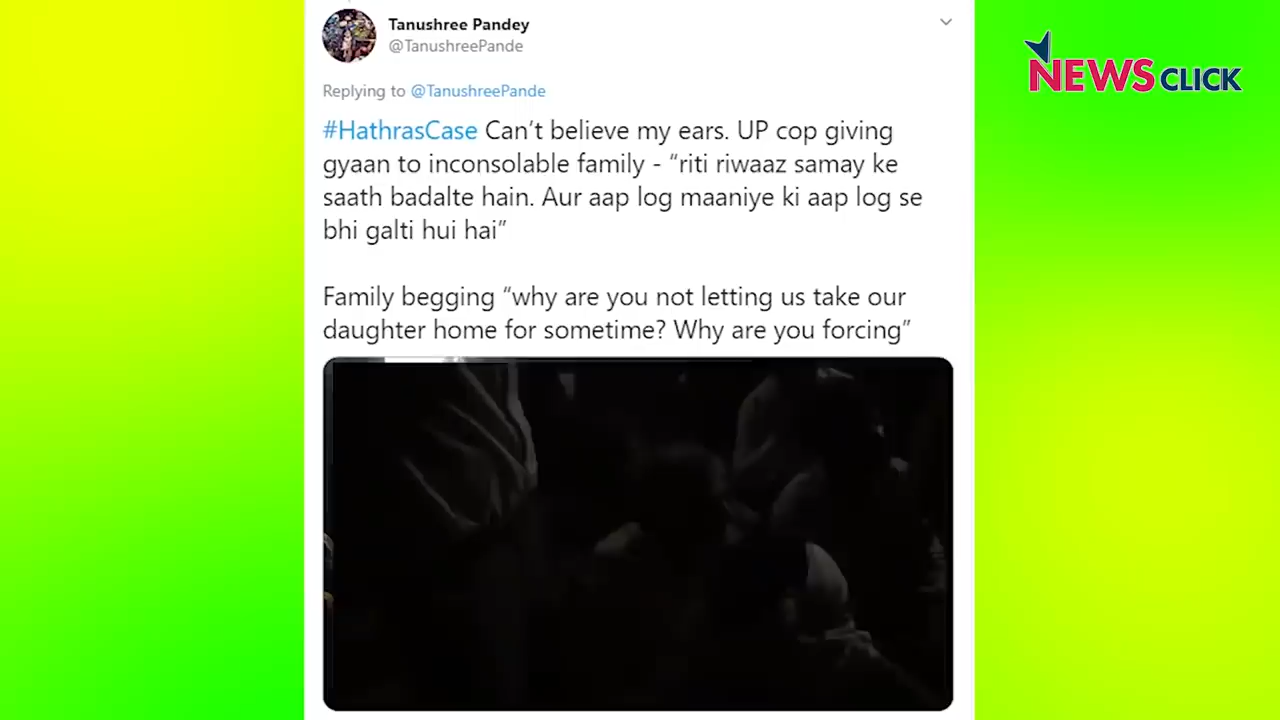 Tanushree Pandey
@TanushreePande
NEWS CLICK
Replying to @TanushreePande
#HathrasCase Can't believe my ears. UP cop giving
gyaan to inconsolable family - “riti riwaaz samay ke
saath badalte hain. Aur aap log maaniye ki aap log se
bhi galti hui hai”
Family begging “why are you not letting us take our
daughter home for sometime? Why are you forcing”